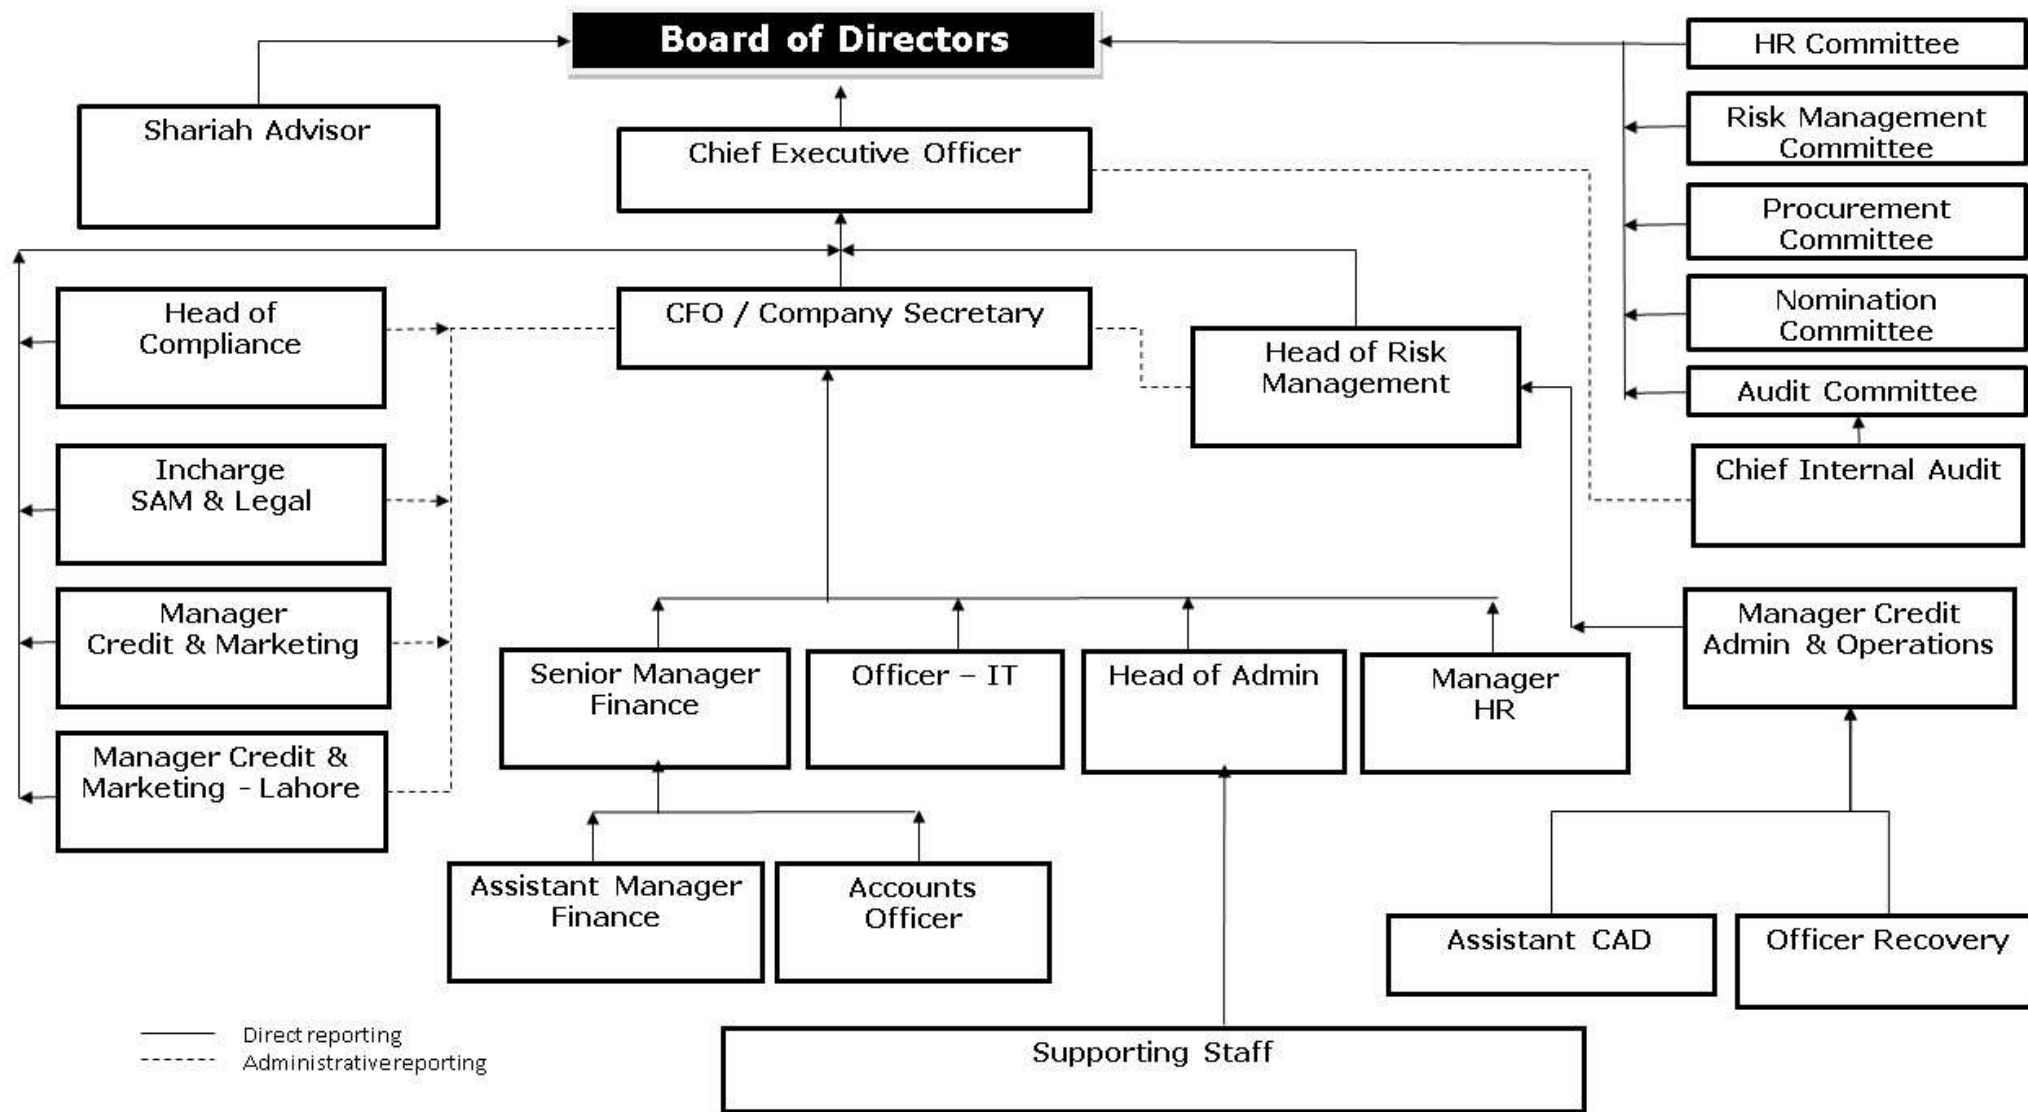 Board of Directors
HR Committee
Shariah Advisor
Chief Executive Officer
Risk Management
Committee
Procurement
Committee
Nomination
Committee
Audit Committee
Chief Internal Audit
Head of
Compliance
CFO / Company Secretary
Head of Risk
Management
Incharge
SAM & Legal
Manager
Credit & Marketing
Manager Credit &
Marketing - Lahore
Senior Manager
Finance
Officer – IT
Head of Admin
Manager
HR
Manager Credit
Admin & Operations
Assistant Manager
Finance
Accounts
Officer
Assistant CAD
Officer Recovery
Supporting Staff
Direct reporting
Administrative reporting